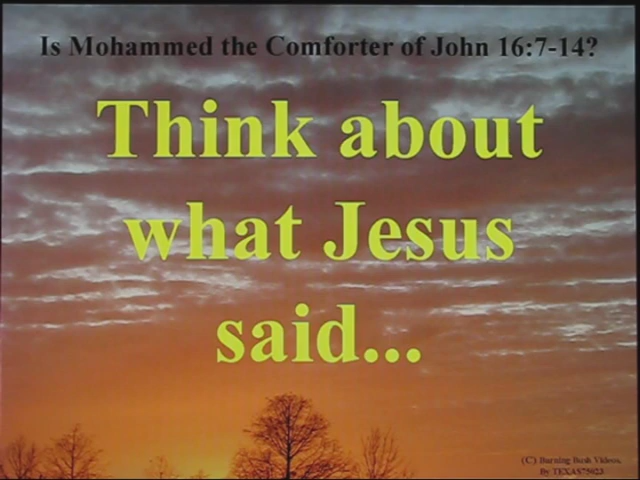 Is Mohammed the Comforter of John 16:7-14?
Think about
what Jesus
said...
(C) Burning Bush Videos,
By TEXAS75023